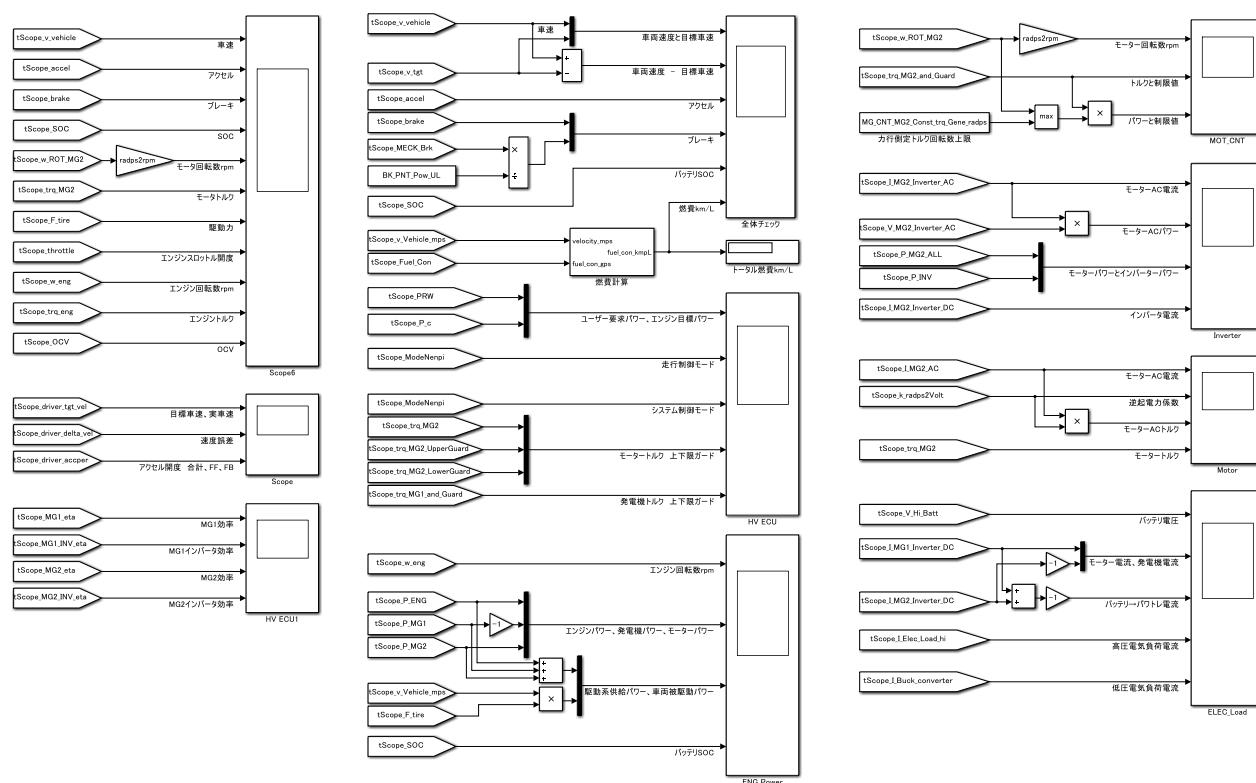 tScope_v_vehicle
車速
tScope_accel
アクセル
tScope_brake
ブレーキ
tScope_SOC
SOC
tScope_w_ROT_MG2
radps2rpm
モータ回転数rpm
tScope_trq_MG2
モータトルク
tScope_F_tire
駆動力
tScope_throttle
エンジンスロットル開度
tScope_w_eng
エンジン回転数rpm
tScope_trq_eng
エンジントルク
tScope_OCV
OCV
Scope6
tScope_driver_tgt_vel
目標車速、実車速
tScope_driver_delta_vel
速度誤差
tScope_driver_accper
アクセル開度 合計、FF、FB
Scope
tScope_MG1_eta
MG1効率
tScope_MG1_INV_eta
MG1インバータ効率
tScope_MG2_eta
MG2効率
tScope_MG2_INV_eta
MG2インバータ効率
HV ECU1
tScope_v_vehicle
車速
車両速度と目標車速
+
−
車両速度 − 目標車速
tScope_v_tgt
tScope_accel
アクセル
tScope_brake
ブレーキ
tScope_MECK_Brk
×
÷
BK_PNT_Pow_UL
バッテリSOC
tScope_SOC
燃費km/L
全体チェック
tScope_v_Vehicle_mps
velocity_mps
fuel_con_kmpL
tScope_Fuel_Con
fuel_con_gps
燃費計算
トータル燃費km/L
tScope_PRW
ユーザー要求パワー、エンジン目標パワー
tScope_P_c
tScope_ModeNenpi
走行制御モード
tScope_ModeNenpi
システム制御モード
tScope_trq_MG2
tScope_trq_MG2_UpperGuard
モータートルク 上下限ガード
tScope_trq_MG2_LowerGuard
tScope_trq_MG1_and_Guard
発電機トルク 上下限ガード
HV ECU
tScope_w_eng
エンジン回転数rpm
tScope_P_ENG
tScope_P_MG1
-1
エンジンパワー、発電機パワー、モーターパワー
tScope_P_MG2
+
+
+
駆動系供給パワー、車両被駆動パワー
tScope_v_Vehicle_mps
×
tScope_F_tire
tScope_SOC
バッテリSOC
ENG Power
tScope_w_ROT_MG2
radps2rpm
モーター回転数rpm
tScope_trq_MG2_and_Guard
トルクと制限値
MG_CNT_MG2_Const_trq_Gene_radps
max
×
パワーと制限値
力行側定トルク回転数上限
MOT_CNT
tScope_I_MG2_Inverter_AC
モーターAC電流
tScope_V_MG2_Inverter_AC
×
モーターACパワー
tScope_P_MG2_ALL
モーターパワーとインバーターパワー
tScope_P_INV
tScope_I_MG2_Inverter_DC
インバータ電流
Inverter
tScope_I_MG2_AC
モーターAC電流
tScope_k_radps2Volt
逆起電力係数
×
モーターACトルク
tScope_trq_MG2
モータートルク
Motor
tScope_V_Hi_Batt
バッテリ電圧
tScope_I_MG1_Inverter_DC
-1
モーター電流、発電機電流
tScope_I_MG2_Inverter_DC
+
+
-1
バッテリ→パワトレ電流
tScope_I_Elec_Load_hi
高圧電気負荷電流
tScope_I_Buck_converter
低圧電気負荷電流
ELEC_Load